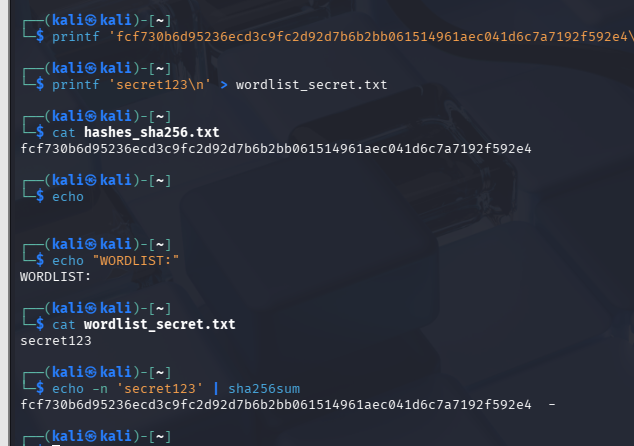 ┌──(kali㉿kali)-[~]
└─$ printf 'fcf730b6d95236ecd3c9fc2d92d7b6b2bb061514961aec041d6c7a7192f592e4\
┌──(kali㉿kali)-[~]
└─$ printf 'secret123\n' > wordlist_secret.txt
┌──(kali㉿kali)-[~]
└─$ cat hashes_sha256.txt
fcf730b6d95236ecd3c9fc2d92d7b6b2bb061514961aec041d6c7a7192f592e4
┌──(kali㉿kali)-[~]
└─$ echo
┌──(kali㉿kali)-[~]
└─$ echo "WORDLIST:"
WORDLIST:
┌──(kali㉿kali)-[~]
└─$ cat wordlist_secret.txt
secret123
┌──(kali㉿kali)-[~]
└─$ echo -n 'secret123' | sha256sum
fcf730b6d95236ecd3c9fc2d92d7b6b2bb061514961aec041d6c7a7192f592e4  -
┌──(kali㉿kali)-[~]